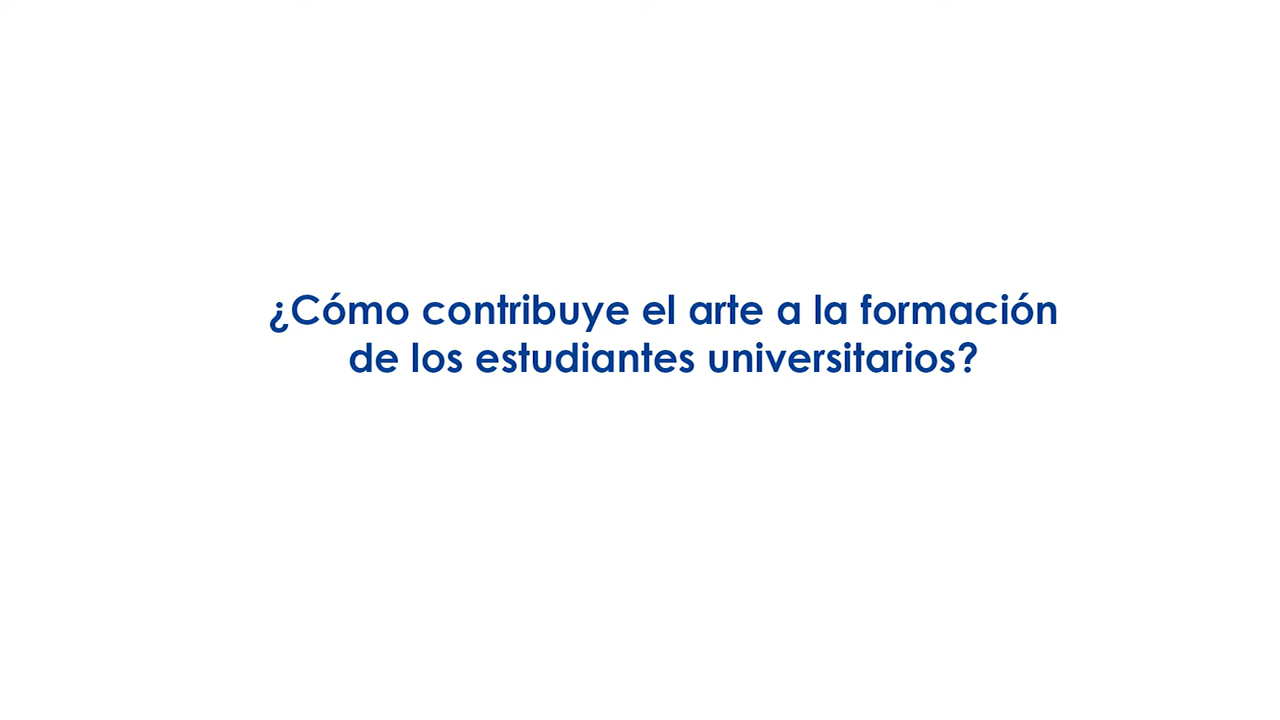 ¿Cómo contribuye el arte a la formación
de los estudiantes universitarios?